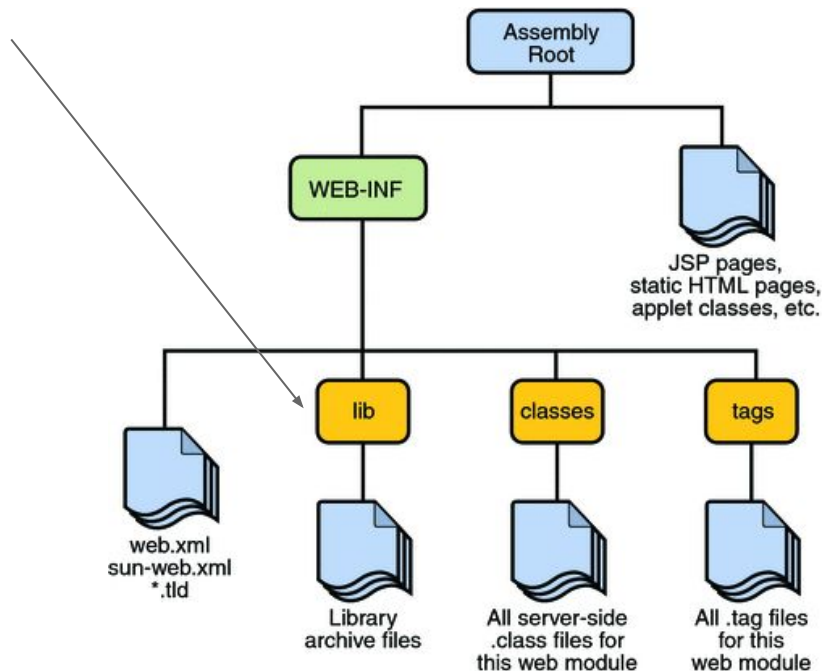 Assembly
Root
WEB-INF
JSP pages,
static HTML pages,
applet classes, etc.
lib
classes
tags
web.xml
sun-web.xml
*.tld
Library
archive files
All server-side
.class files for
this web module
All .tag files
for this
web module